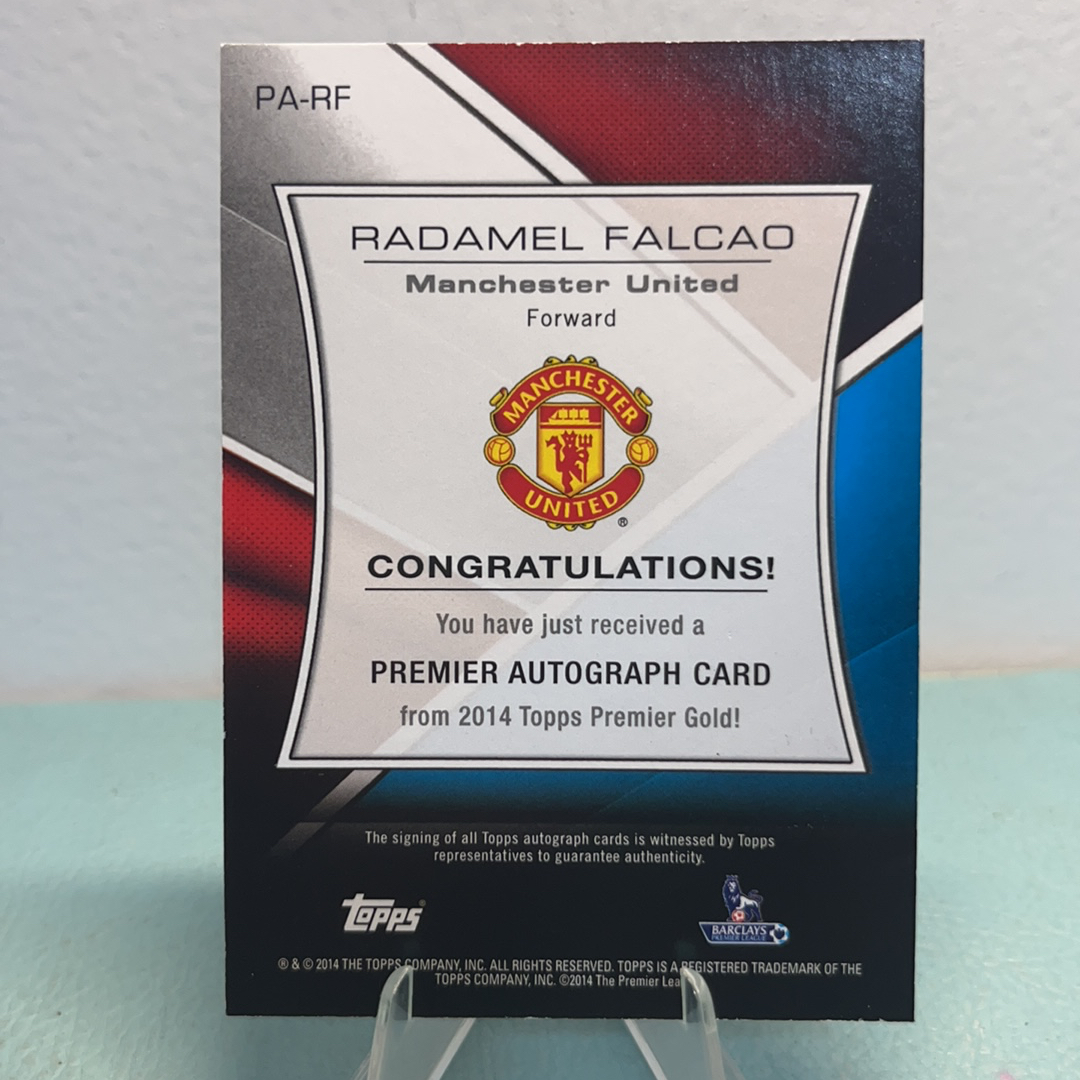 PA-RF
RADAMEL FALCAO
Manchester United
Forward
MANCHESTER
UNITED
®
CONGRATULATIONS!
You have just received a
PREMIER AUTOGRAPH CARD
from 2014 Topps Premier Gold!
The signing of all Topps autograph cards is witnessed by Topps
representatives to guarantee authenticity.
topps
BARCLAYS
PREMIER LEAGUE
® & © 2014 THE TOPPS COMPANY, INC. ALL RIGHTS RESERVED. TOPPS IS A REGISTERED TRADEMARK OF THE
TOPPS COMPANY, INC. ©2014 The Premier